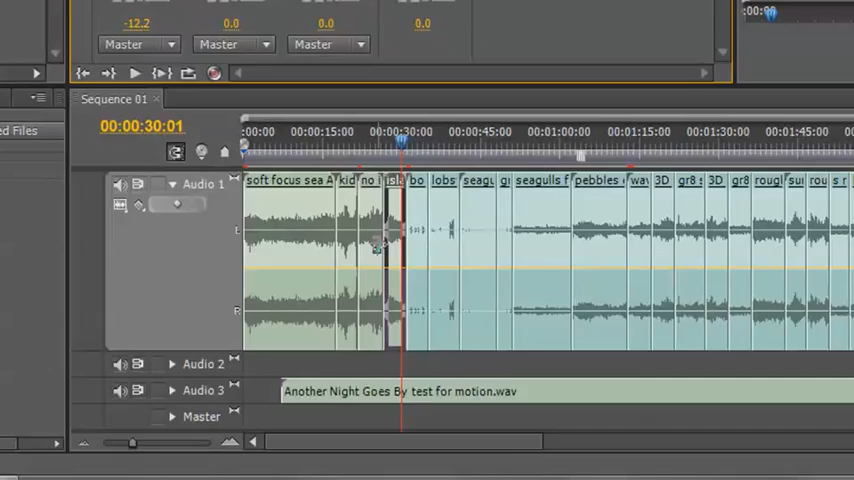 -12.2 0.0 0.0 0.0
Master Master Master
:00:00
ed Files
Sequence 01
00:00:30:01
:00:00 00:00:15:00 00:00:30:00 00:00:45:00 00:01:00:00 00:01:15:00 00:01:30:00 00:01:45:00
Audio 1
soft focus sea A kid no isla bo lobs seagu gr seagulls f pebbles wav 3D gr8 s 3D gr8 rough sur rou s r
L
R
Audio 2
Audio 3
Another Night Goes By test for motion.wav
Master